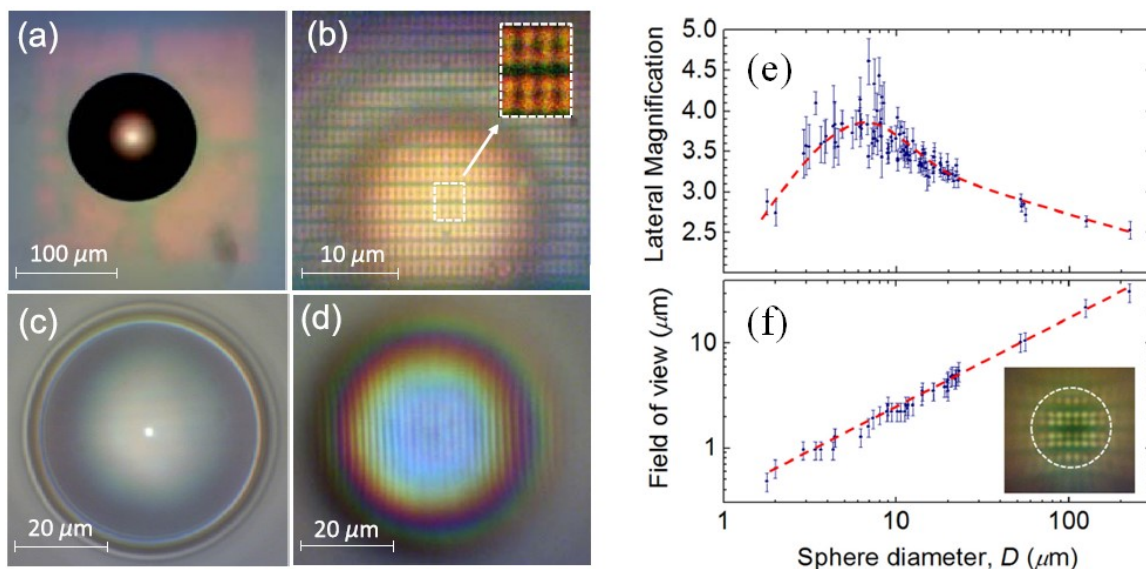 (a)
100 μm
(b)
10 μm
(c)
20 μm
(d)
20 μm
(e)
Lateral Magnification
5.0
4.5
4.0
3.5
3.0
2.5
(f)
Field of view (μm)
10
1
1 10 100
Sphere diameter, D (μm)